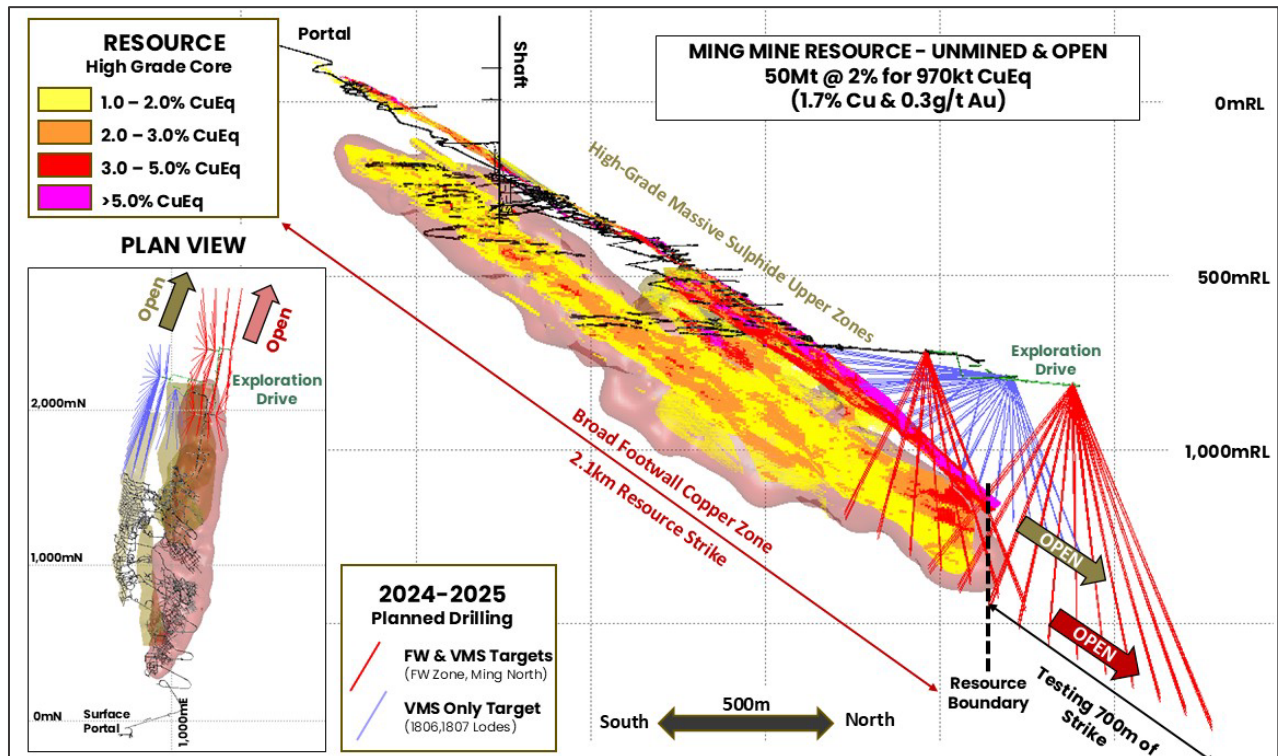 RESOURCE
High Grade Core
1.0 – 2.0% CuEq
2.0 – 3.0% CuEq
3.0 – 5.0% CuEq
>5.0% CuEq
Portal
Shaft
MING MINE RESOURCE - UNMINED & OPEN
50Mt @ 2% for 970kt CuEq
(1.7% Cu & 0.3g/t Au)
0mRL
500mRL
1,000mRL
High-Grade Massive Sulphide Upper Zones
Exploration
Drive
Broad Footwall Copper Zone
2.1km Resource Strike
OPEN
OPEN
Resource
Boundary
Testing 700m of
Strike
South
500m
North
PLAN VIEW
Open
Open
Exploration
Drive
2,000mN
1,000mN
0mN
Surface
Portal
1,000mE
2024-2025
Planned Drilling
FW & VMS Targets
(FW Zone, Ming North)
VMS Only Target
(1806,1807 Lodes)